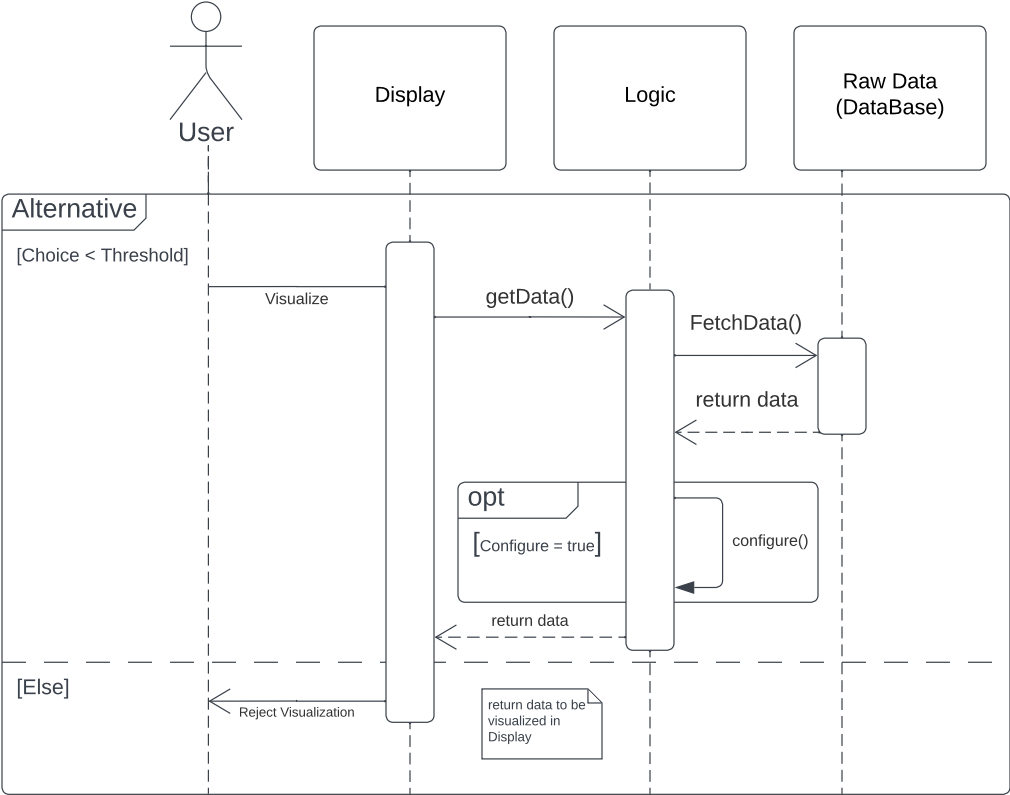 User
Display
Logic
Raw Data
(DataBase)
Alternative
[Choice < Threshold]
Visualize
getData()
FetchData()
return data
opt
[Configure = true]
configure()
return data
[Else]
Reject Visualization
return data to be
visualized in
Display